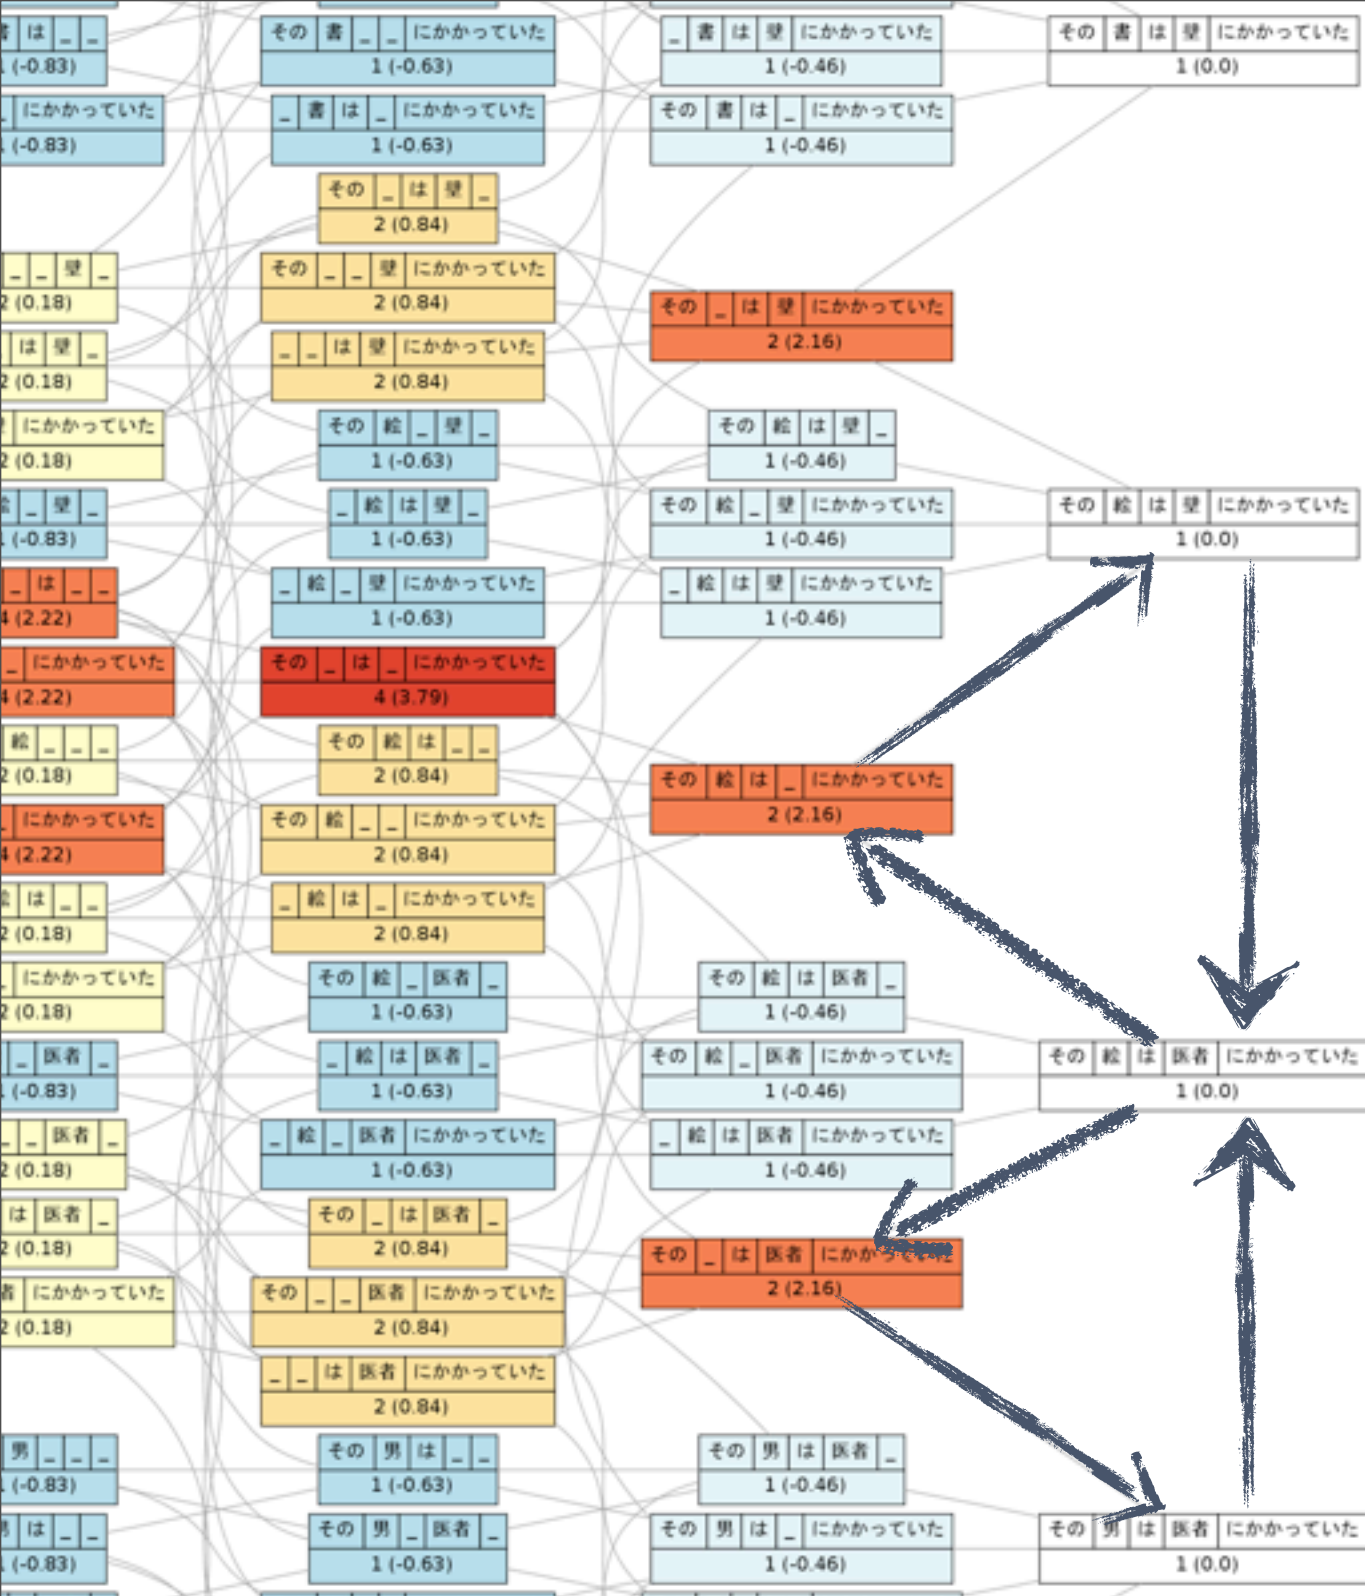 は _ _
(-0.83)
_ にかかっていた
(-0.83)
_ _ 壁 _
2 (0.18)
は 壁 _
2 (0.18)
にかかっていた
2 (0.18)
_ 壁 _
(-0.83)
_ は _ _
4 (2.22)
_ にかかっていた
4 (2.22)
絵 _ _ _
2 (0.18)
にかかっていた
4 (2.22)
は _ _
2 (0.18)
にかかっていた
2 (0.18)
_ 医者 _
(-0.83)
_ _ 医者 _
2 (0.18)
は 医者 _
2 (0.18)
者 にかかっていた
2 (0.18)
男 _ _ _
(-0.83)
は _ _
(-0.83)
その 書 _ _ にかかっていた
1 (-0.63)
_ 書 は _ にかかっていた
1 (-0.63)
その _ は 壁 _
2 (0.84)
その _ _ 壁 にかかっていた
2 (0.84)
_ _ は 壁 にかかっていた
2 (0.84)
その 絵 _ 壁 _
1 (-0.63)
_ 絵 は 壁 _
1 (-0.63)
_ 絵 _ 壁 にかかっていた
1 (-0.63)
その _ は _ にかかっていた
4 (3.79)
その 絵 は _ _
2 (0.84)
その 絵 _ _ にかかっていた
2 (0.84)
_ 絵 は _ にかかっていた
2 (0.84)
その 絵 _ 医者 _
1 (-0.63)
_ 絵 は 医者 _
1 (-0.63)
_ 絵 _ 医者 にかかっていた
1 (-0.63)
その _ は 医者 _
2 (0.84)
その _ _ 医者 にかかっていた
2 (0.84)
_ _ は 医者 にかかっていた
2 (0.84)
その 男 は _ _
1 (-0.63)
その 男 _ 医者 _
1 (-0.63)
_ 書 は 壁 にかかっていた
1 (-0.46)
その 書 は _ にかかっていた
1 (-0.46)
その _ は 壁 にかかっていた
2 (2.16)
その 絵 は 壁 _
1 (-0.46)
その 絵 _ 壁 にかかっていた
1 (-0.46)
_ 絵 は 壁 にかかっていた
1 (-0.46)
その 絵 は _ にかかっていた
2 (2.16)
その 絵 は 医者 _
1 (-0.46)
その 絵 _ 医者 にかかっていた
1 (-0.46)
_ 絵 は 医者 にかかっていた
1 (-0.46)
その _ は 医者 にかかっていた
2 (2.16)
その 男 は 医者 _
1 (-0.46)
その 男 は _ にかかっていた
1 (-0.46)
その 書 は 壁 にかかっていた
1 (0.0)
その 絵 は 壁 にかかっていた
1 (0.0)
その 絵 は 医者 にかかっていた
1 (0.0)
その 男 は 医者 にかかっていた
1 (0.0)